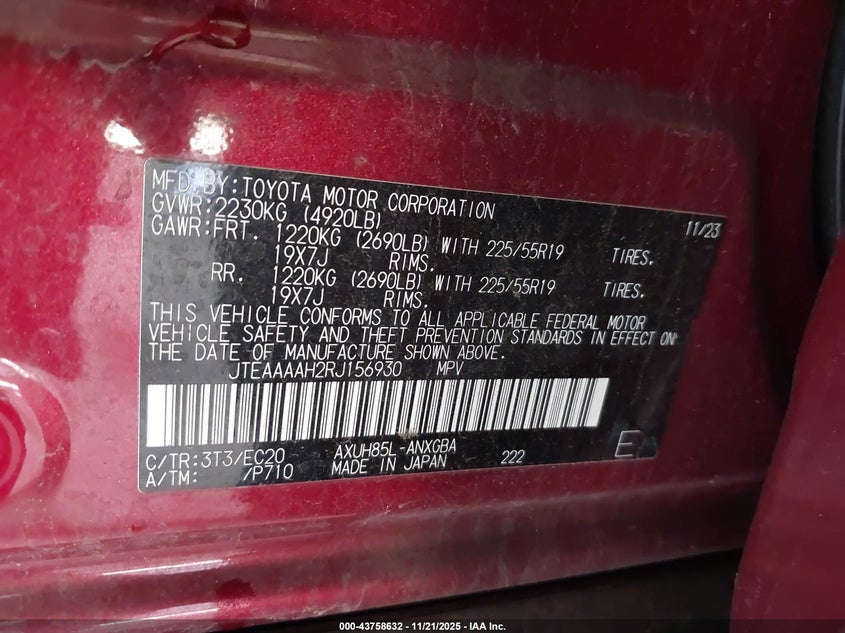 MFD. BY:TOYOTA MOTOR CORPORATION 11/23
GVWR:2230KG (4920LB)
GAWR:FRT. 1220KG (2690LB) WITH 225/55R19 TIRES.
19X7J RIMS.
RR. 1220KG (2690LB) WITH 225/55R19 TIRES.
19X7J RIMS.
THIS VEHICLE CONFORMS TO ALL APPLICABLE FEDERAL MOTOR
VEHICLE SAFETY AND THEFT PREVENTION STANDARDS IN EFFECT ON
THE DATE OF MANUFACTURE SHOWN ABOVE.
JTEAAAAH2RJ156930 MPV
C/TR:3T3/EC20 AXUH85L-ANXGBA 222 E
A/TM: /P710 MADE IN JAPAN
000-43758632 - 11/21/2025 - IAA Inc.